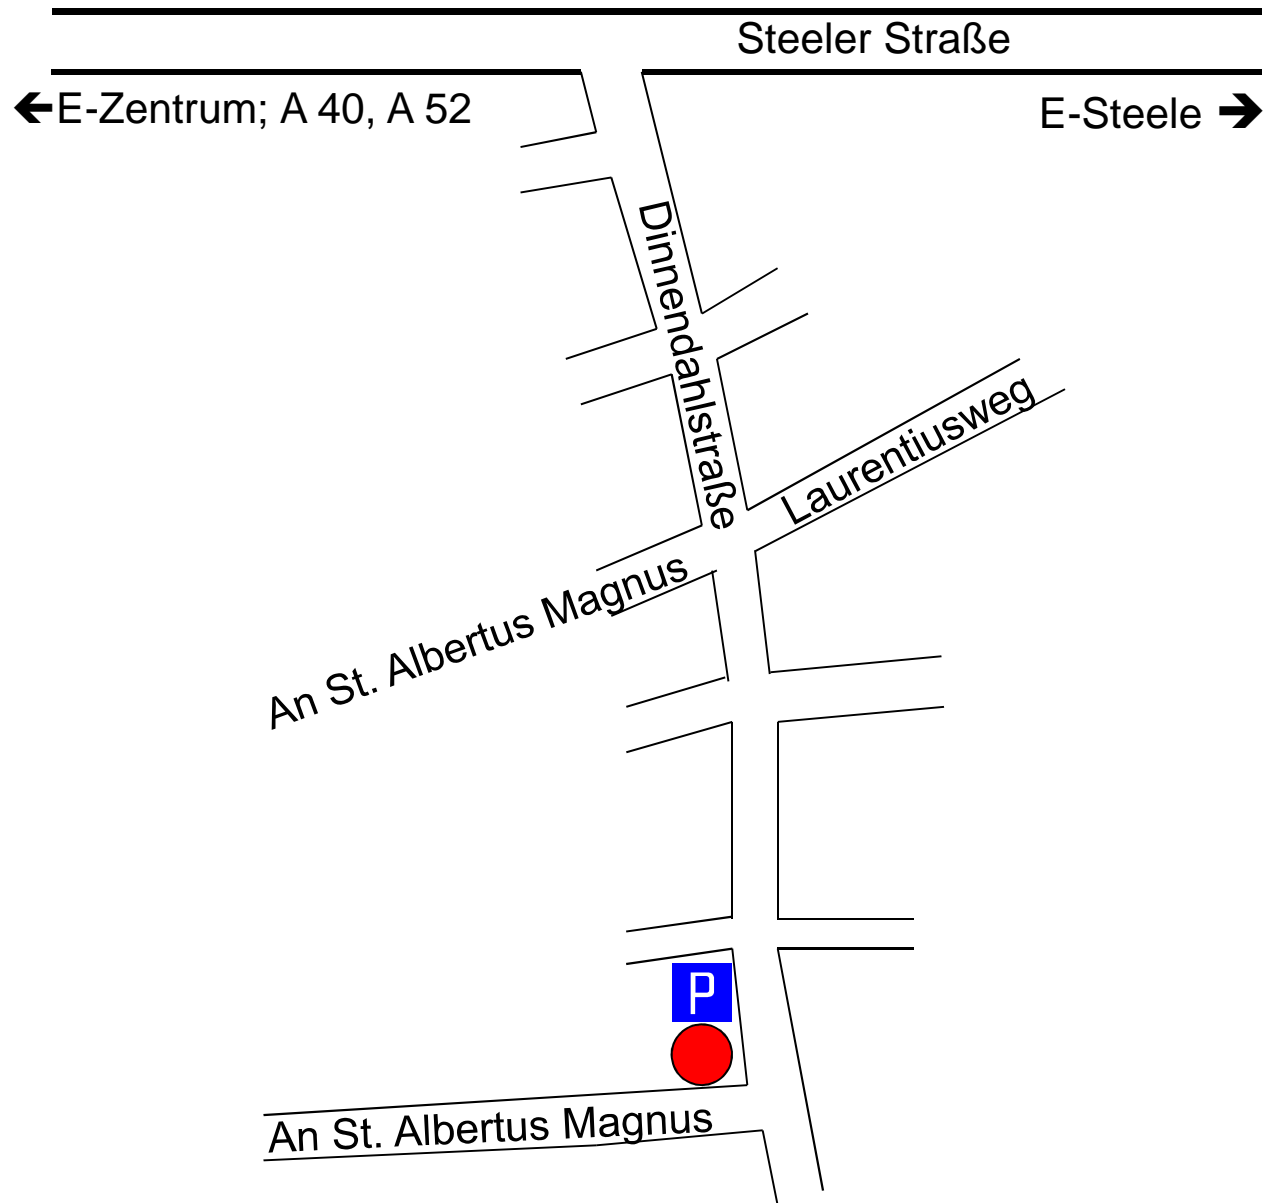 Steeler Straße
E-Zentrum; A 40, A 52
E-Steele
Dinnendahlstraße
Laurentiusweg
An St. Albertus Magnus
P
An St. Albertus Magnus